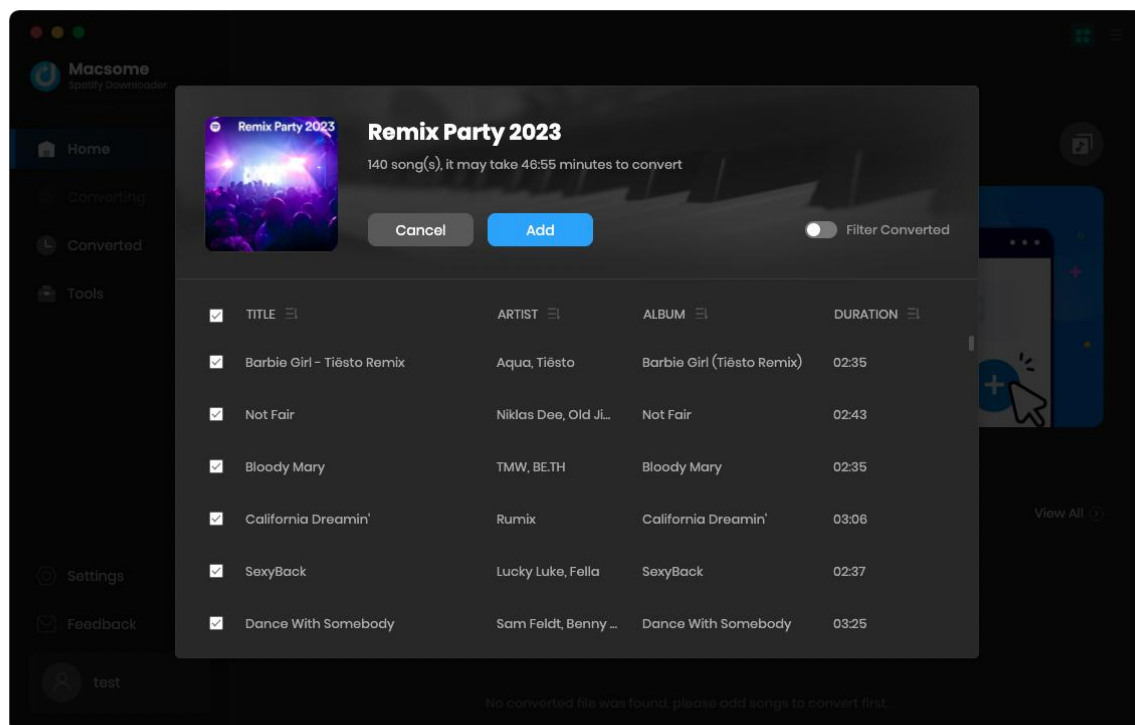 Macsome
Spotify Downloader
Home
Converting
Converted
Tools
Settings
Feedback
test
Remix Party 2023
Remix Party 2023
140 song(s), it may take 46:55 minutes to convert
Cancel Add Filter Converted
TITLE ARTIST ALBUM DURATION
Barbie Girl - Tiësto Remix Aqua, Tiësto Barbie Girl (Tiësto Remix) 02:35
Not Fair Niklas Dee, Old Ji... Not Fair 02:43
Bloody Mary TMW, BE.TH Bloody Mary 02:35
California Dreamin' Rumix California Dreamin' 03:06
SexyBack Lucky Luke, Fella SexyBack 02:37
Dance With Somebody Sam Feldt, Benny ... Dance With Somebody 03:25
View All
No converted file was found, please add songs to convert first.